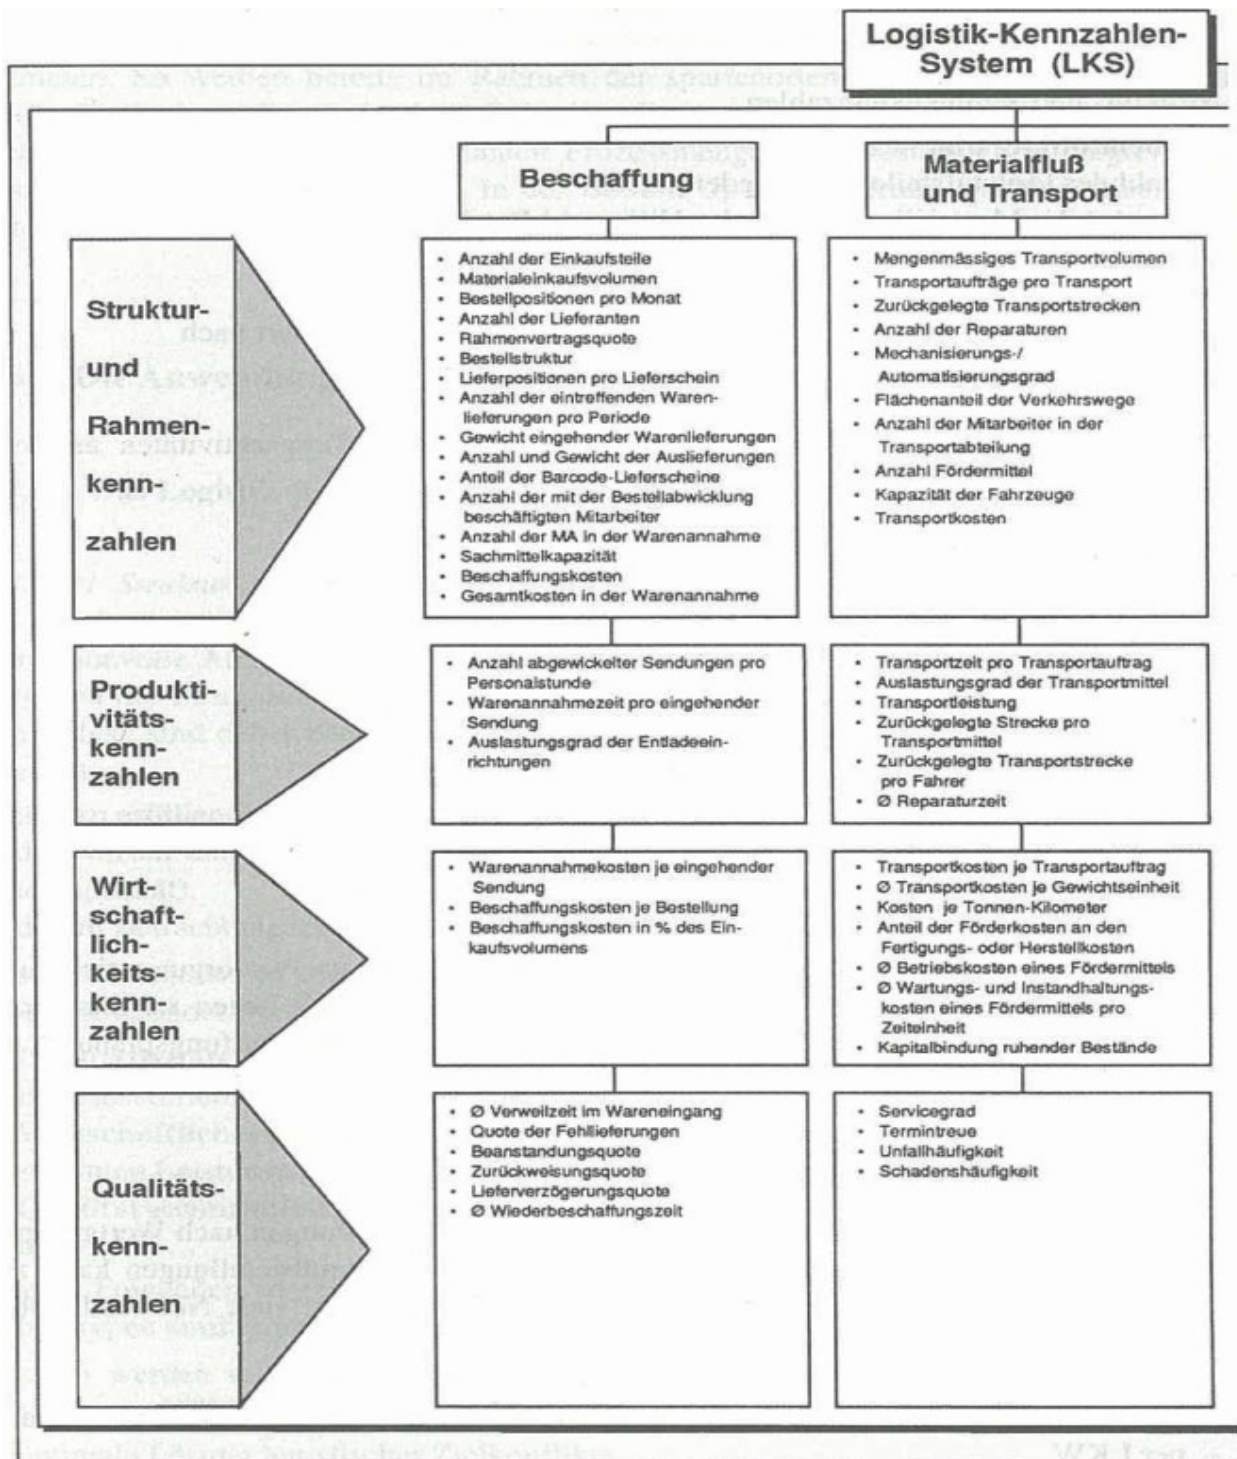 Logistik-Kennzahlen-
System (LKS)
Beschaffung
Materialfluß
und Transport
Struktur-
und
Rahmen-
kenn-
zahlen
• Anzahl der Einkaufsteile
• Materialeinkaufsvolumen
• Bestellpositionen pro Monat
• Anzahl der Lieferanten
• Rahmenvertragsquote
• Bestellstruktur
• Lieferpositionen pro Lieferschein
• Anzahl der eintreffenden Waren-
lieferungen pro Periode
• Gewicht eingehender Warenlieferungen
• Anzahl und Gewicht der Auslieferungen
• Anteil der Barcode-Lieferscheine
• Anzahl der mit der Bestellabwicklung
beschäftigten Mitarbeiter
• Anzahl der MA in der Warenannahme
• Sachmittelkapazität
• Beschaffungskosten
• Gesamtkosten in der Warenannahme
• Mengenmässiges Transportvolumen
• Transportaufträge pro Transport
• Zurückgelegte Transportstrecken
• Anzahl der Reparaturen
• Mechanisierungs-/
Automatisierungsgrad
• Flächenanteil der Verkehrswege
• Anzahl der Mitarbeiter in der
Transportabteilung
• Anzahl Fördermittel
• Kapazität der Fahrzeuge
• Transportkosten
Produkti-
vitäts-
kenn-
zahlen
• Anzahl abgewickelter Sendungen pro
Personalstunde
• Warenannahmezeit pro eingehender
Sendung
• Auslastungsgrad der Entladeein-
richtungen
• Transportzeit pro Transportauftrag
• Auslastungsgrad der Transportmittel
• Transportleistung
• Zurückgelegte Strecke pro
Transportmittel
• Zurückgelegte Transportstrecke
pro Fahrer
• Ø Reparaturzeit
Wirt-
schaft-
lich-
keits-
kenn-
zahlen
• Warenannahmekosten je eingehender
Sendung
• Beschaffungskosten je Bestellung
• Beschaffungskosten in % des Ein-
kaufsvolumens
• Transportkosten je Transportauftrag
• Ø Transportkosten je Gewichtseinheit
• Kosten je Tonnen-Kilometer
• Anteil der Förderkosten an den
Fertigungs- oder Herstellkosten
• Ø Betriebskosten eines Fördermittels
• Ø Wartungs- und Instandhaltungs-
kosten eines Fördermittels pro
Zeiteinheit
• Kapitalbindung ruhender Bestände
Qualitäts-
kenn-
zahlen
• Ø Verweilzeit im Wareneingang
• Quote der Fehllieferungen
• Beanstandungsquote
• Zurückweisungsquote
• Lieferverzögerungsquote
• Ø Wiederbeschaffungszeit
• Servicegrad
• Termintreue
• Unfallhäufigkeit
• Schadenshäufigkeit